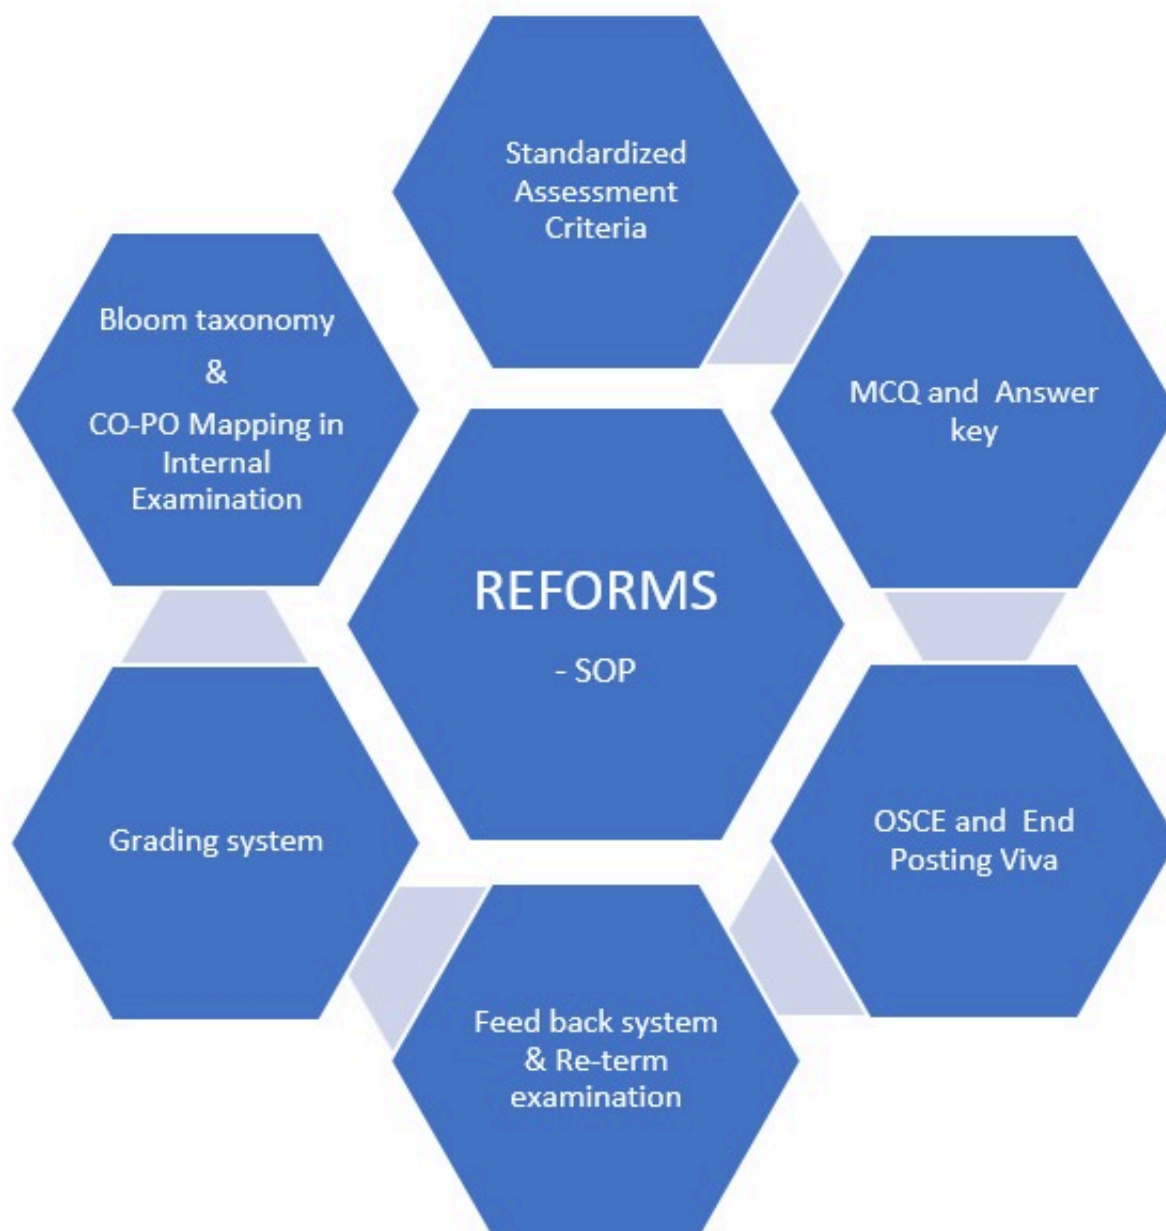 Standardized
Assessment
Criteria
MCQ and  Answer
key
OSCE and  End
Posting Viva
Feed back system
& Re-term
examination
Grading system
Bloom taxonomy
&
CO-PO Mapping in
Internal
Examination
REFORMS
- SOP